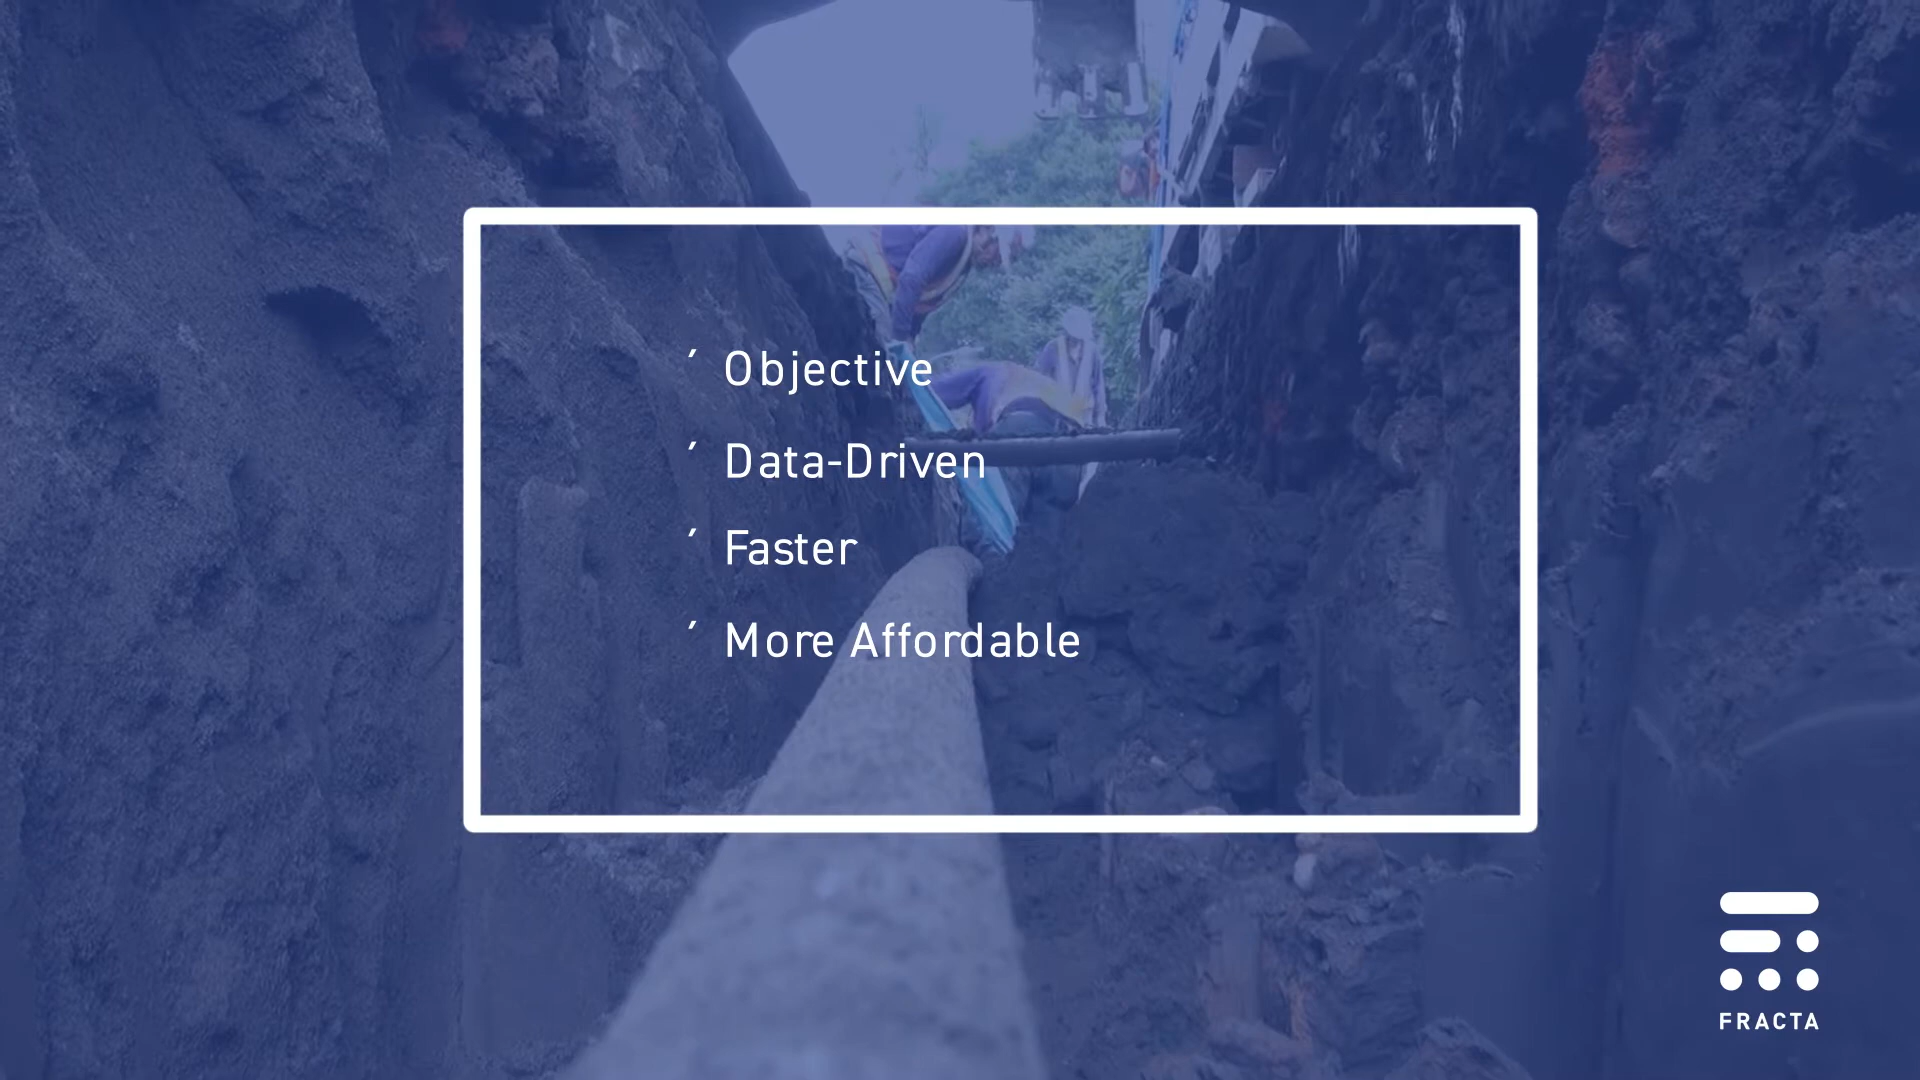 ´ Objective
´ Data-Driven
´ Faster
´ More Affordable
FRACTA